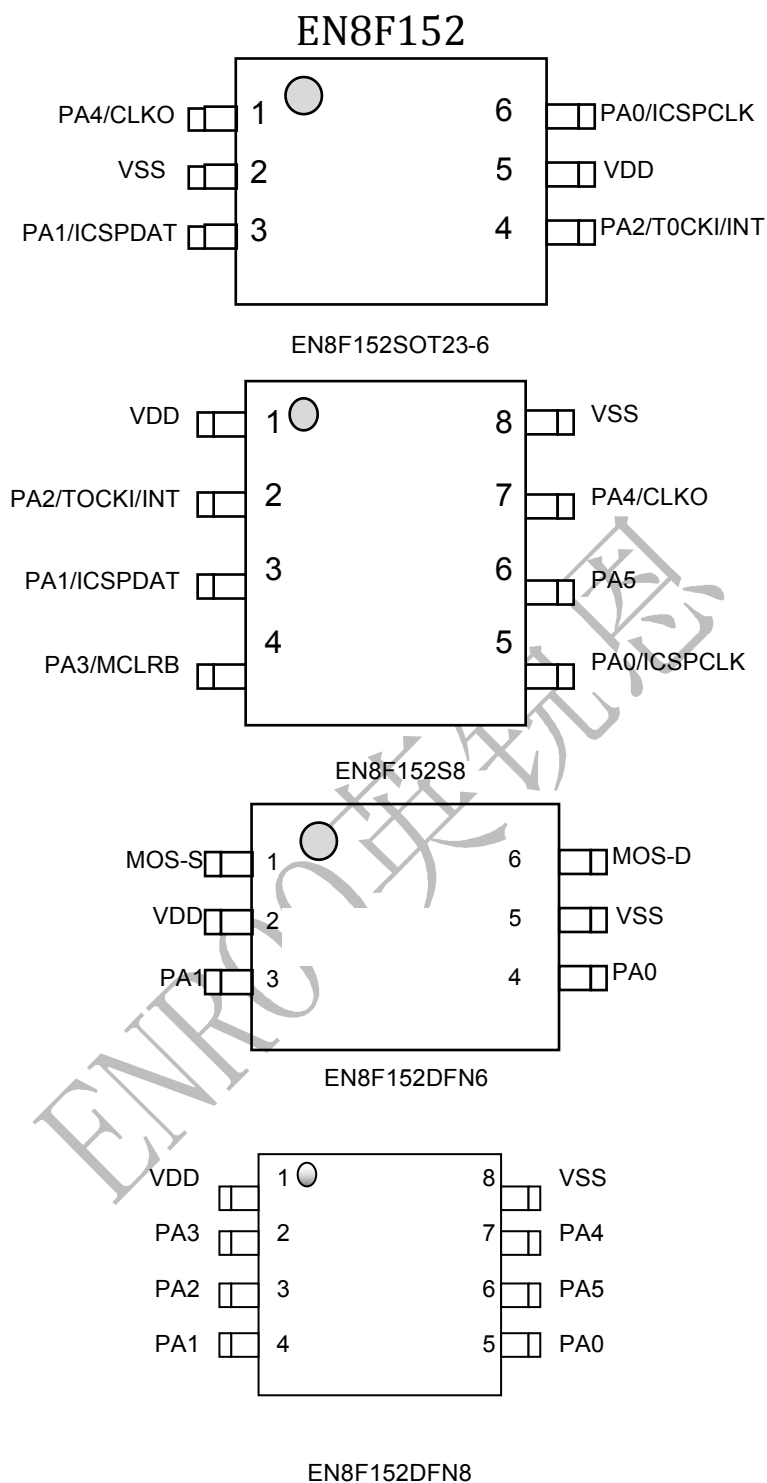 EN8F152
PA4/CLKO 1 6 PA0/ICSPCLK
VSS 2 5 VDD
PA1/ICSPDAT 3 4 PA2/T0CKI/INT
EN8F152SOT23-6
VDD 1 8 VSS
PA2/TOCKI/INT 2 7 PA4/CLKO
PA1/ICSPDAT 3 6 PA5
PA3/MCLRB 4 5 PA0/ICSPCLK
EN8F152S8
MOS-S 1 6 MOS-D
VDD 2 5 VSS
PA1 3 4 PA0
EN8F152DFN6
VDD 1 8 VSS
PA3 2 7 PA4
PA2 3 6 PA5
PA1 4 5 PA0
EN8F152DFN8
英锐恩